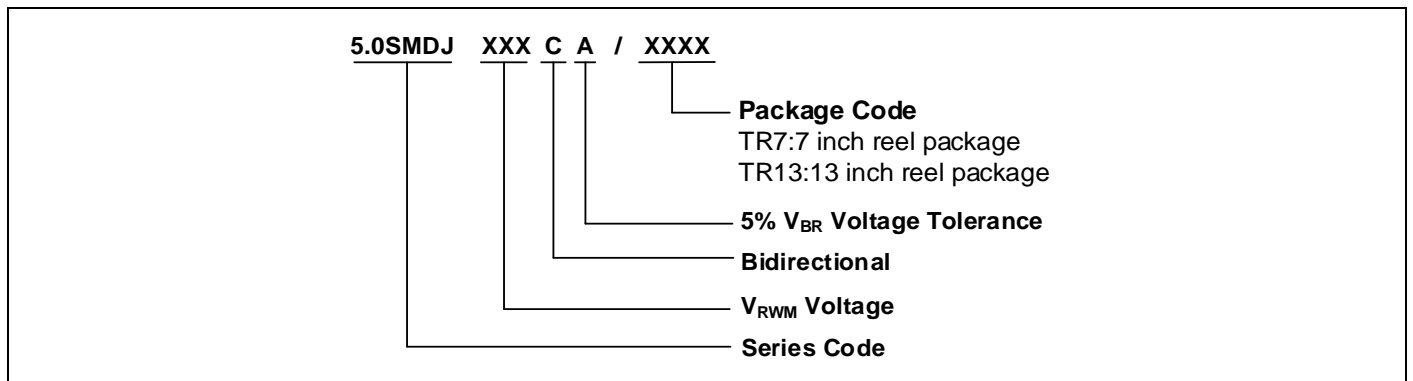 5.0SMDJ XXX C A / XXXX
Package Code
TR7:7 inch reel package
TR13:13 inch reel package
5% VBR Voltage Tolerance
Bidirectional
VRWM Voltage
Series Code